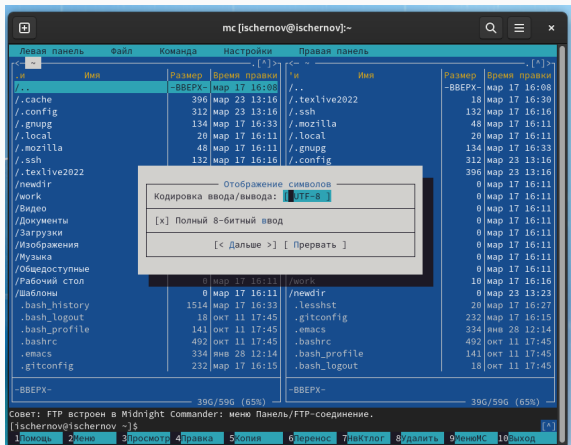 mc [ischernov@ischernov]:~
Левая панель Файл Команда Настройки Правая панель
<— ~ .[^]> <— ~ .[^]>
.и Имя Размер Время правки 'и Имя Размер Время правки
/.. -ВВЕРХ- мар 17 16:08 /.. -ВВЕРХ- мар 17 16:08
/.cache 396 мар 23 13:16 /.texlive2022 18 мар 17 16:30
/.config 312 мар 23 13:16 /.ssh 132 мар 17 16:16
/.gnupg 134 мар 17 16:33 /.mozilla 48 мар 17 16:11
/.local 20 мар 17 16:11 /.local 20 мар 17 16:11
/.mozilla 48 мар 17 16:11 /.gnupg 134 мар 17 16:33
/.ssh 132 мар 17 16:16 /.config 312 мар 23 13:16
/.texlive2022 396 мар 23 13:16
/newdir 0 мар 17 16:11
/work 0 мар 17 16:11
/Видео 0 мар 17 16:11
/Документы 0 мар 17 16:11
/Загрузки 0 мар 17 16:11
/Изображения 0 мар 17 16:11
/Музыка 0 мар 17 16:11
/Общедоступные 0 мар 17 16:11
/Рабочий стол 0 мар 17 16:11 /work 10 мар 17 16:16
/Шаблоны 0 мар 17 16:11 /newdir 0 мар 23 13:23
.bash_history 1514 мар 17 16:33 .lesshst 20 мар 17 16:27
.bash_logout 18 окт 11 17:45 .gitconfig 232 мар 17 16:15
.bash_profile 141 окт 11 17:45 .emacs 334 янв 28 12:14
.bashrc 492 окт 11 17:45 .bashrc 492 окт 11 17:45
.emacs 334 янв 28 12:14 .bash_profile 141 окт 11 17:45
.gitconfig 232 мар 17 16:15 .bash_logout 18 окт 11 17:45
Отображение символов
Кодировка ввода/вывода: [ UTF-8 ]
[x] Полный 8-битный ввод
[< Дальше >] [ Прервать ]
-ВВЕРХ- -ВВЕРХ-
39G/59G (65%) 39G/59G (65%)
Совет: FTP встроен в Midnight Commander: меню Панель/FTP-соединение.
[ischernov@ischernov ~]$ [^]
1Помощь 2Меню 3Просмотр 4Правка 5Копия 6Перенос 7НвКтлог 8Удалить 9МенюMC 10Выход